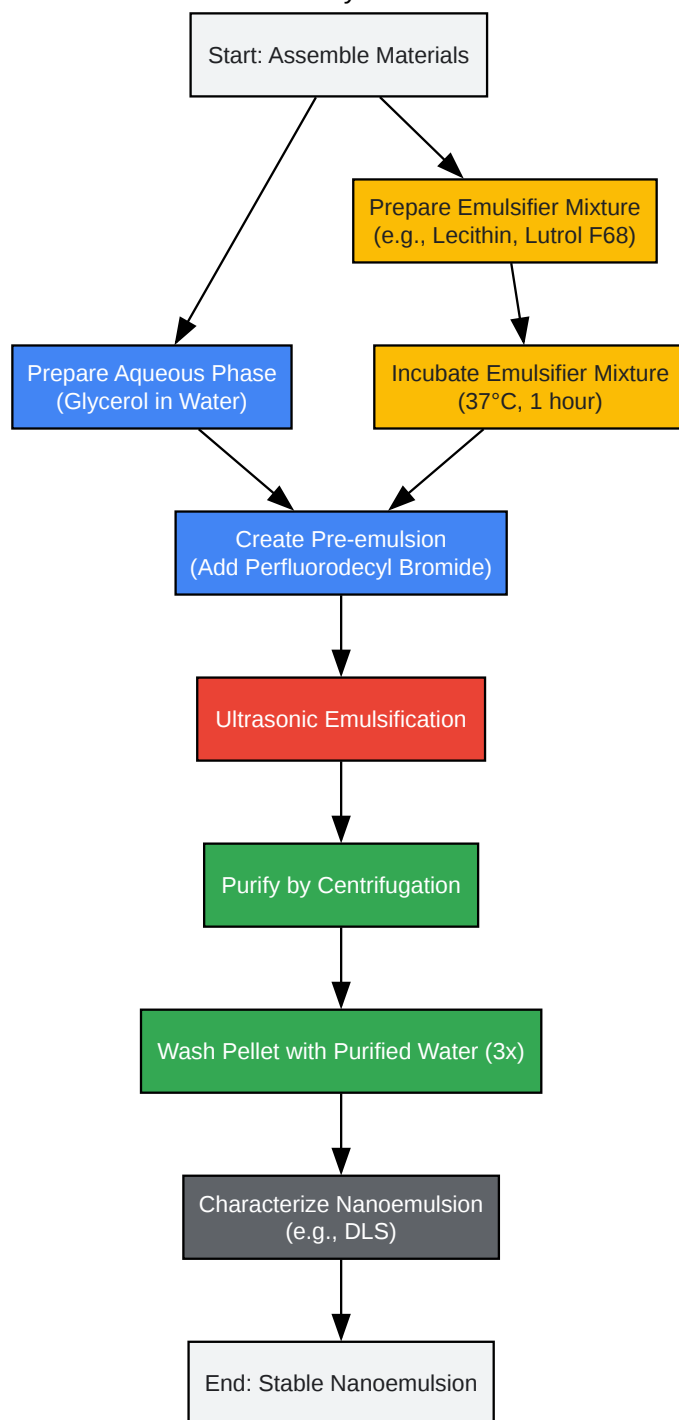 Start: Assemble Materials
Prepare Emulsifier Mixture
(e.g., Lecithin, Lutrol F68)
Prepare Aqueous Phase
(Glycerol in Water)
Incubate Emulsifier Mixture
(37°C, 1 hour)
Create Pre-emulsion
(Add Perfluorodecyl Bromide)
Ultrasonic Emulsification
Purify by Centrifugation
Wash Pellet with Purified Water (3x)
Characterize Nanoemulsion
(e.g., DLS)
End: Stable Nanoemulsion